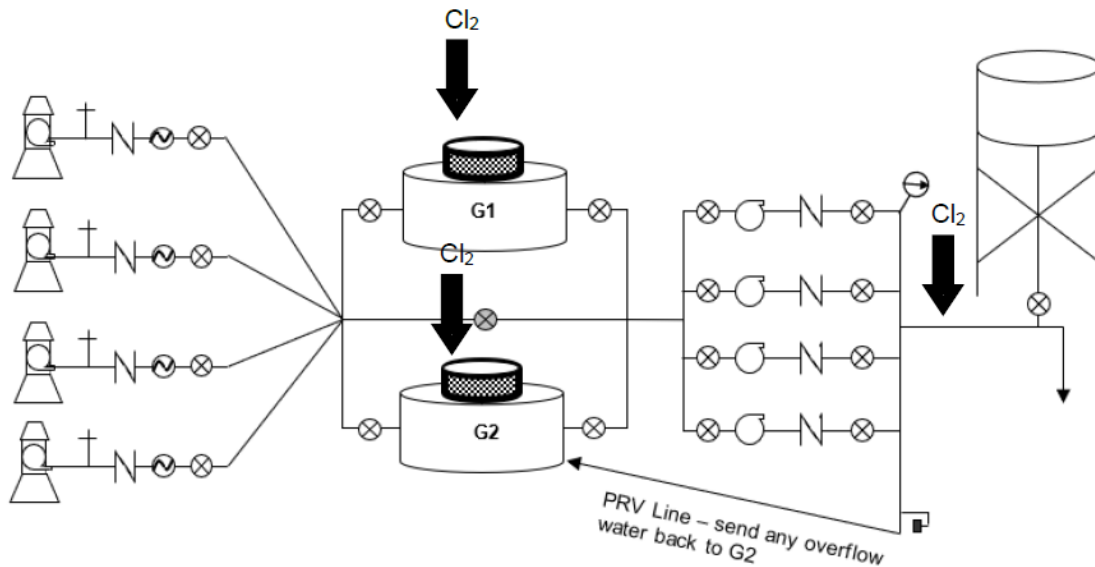 Cl₂
G1
Cl₂
Cl₂
G2
PRV Line – send any overflow
water back to G2